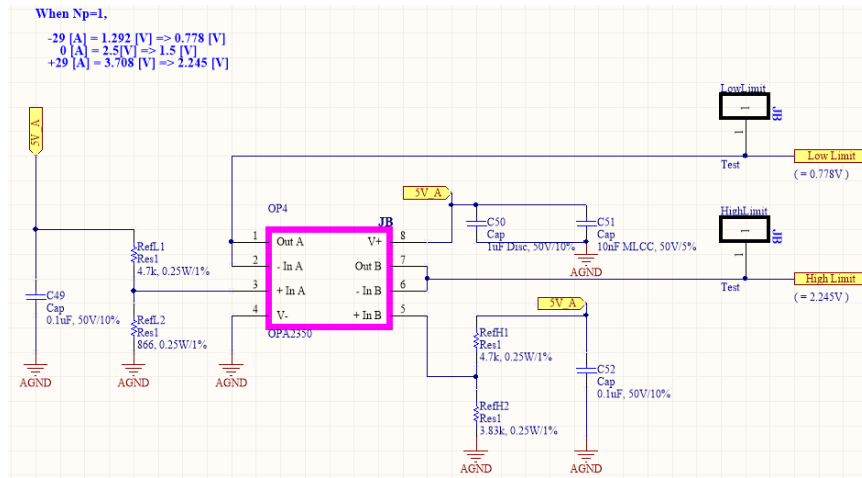 When Np=1,
-29 [A] = 1.292 [V] => 0.778 [V]
0 [A] = 2.5[V] => 1.5 [V]
+29 [A] = 3.708 [V] => 2.245 [V]
LowLimit
1
JB
1
Test
Low Limit
( = 0.778V )
5V_A
OP4
JB
5V_A
1
Out A
V+
8
2
- In A
Out B
7
3
+ In A
- In B
6
4
V-
+ In B
5
OPA2350
C50
Cap
1uF Disc, 50V/10%
C51
Cap
10nF MLCC, 50V/5%
AGND
HighLimit
1
JB
1
Test
High Limit
( = 2.245V )
RefL1
Res1
4.7k, 0.25W/1%
C49
Cap
0.1uF, 50V/10%
RefL2
Res1
866, 0.25W/1%
AGND
AGND
AGND
5V_A
RefH1
Res1
4.7k, 0.25W/1%
C52
Cap
0.1uF, 50V/10%
RefH2
Res1
3.83k, 0.25W/1%
AGND
AGND